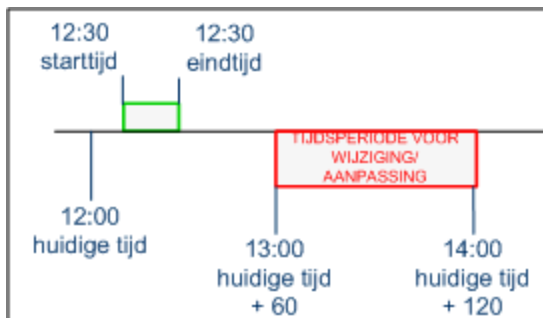 12:30
starttijd
12:30
eindtijd
TIJDSPERIODE VOOR
WIJZIGING/
AANPASSING
12:00
huidige tijd
13:00
huidige tijd
+ 60
14:00
huidige tijd
+ 120